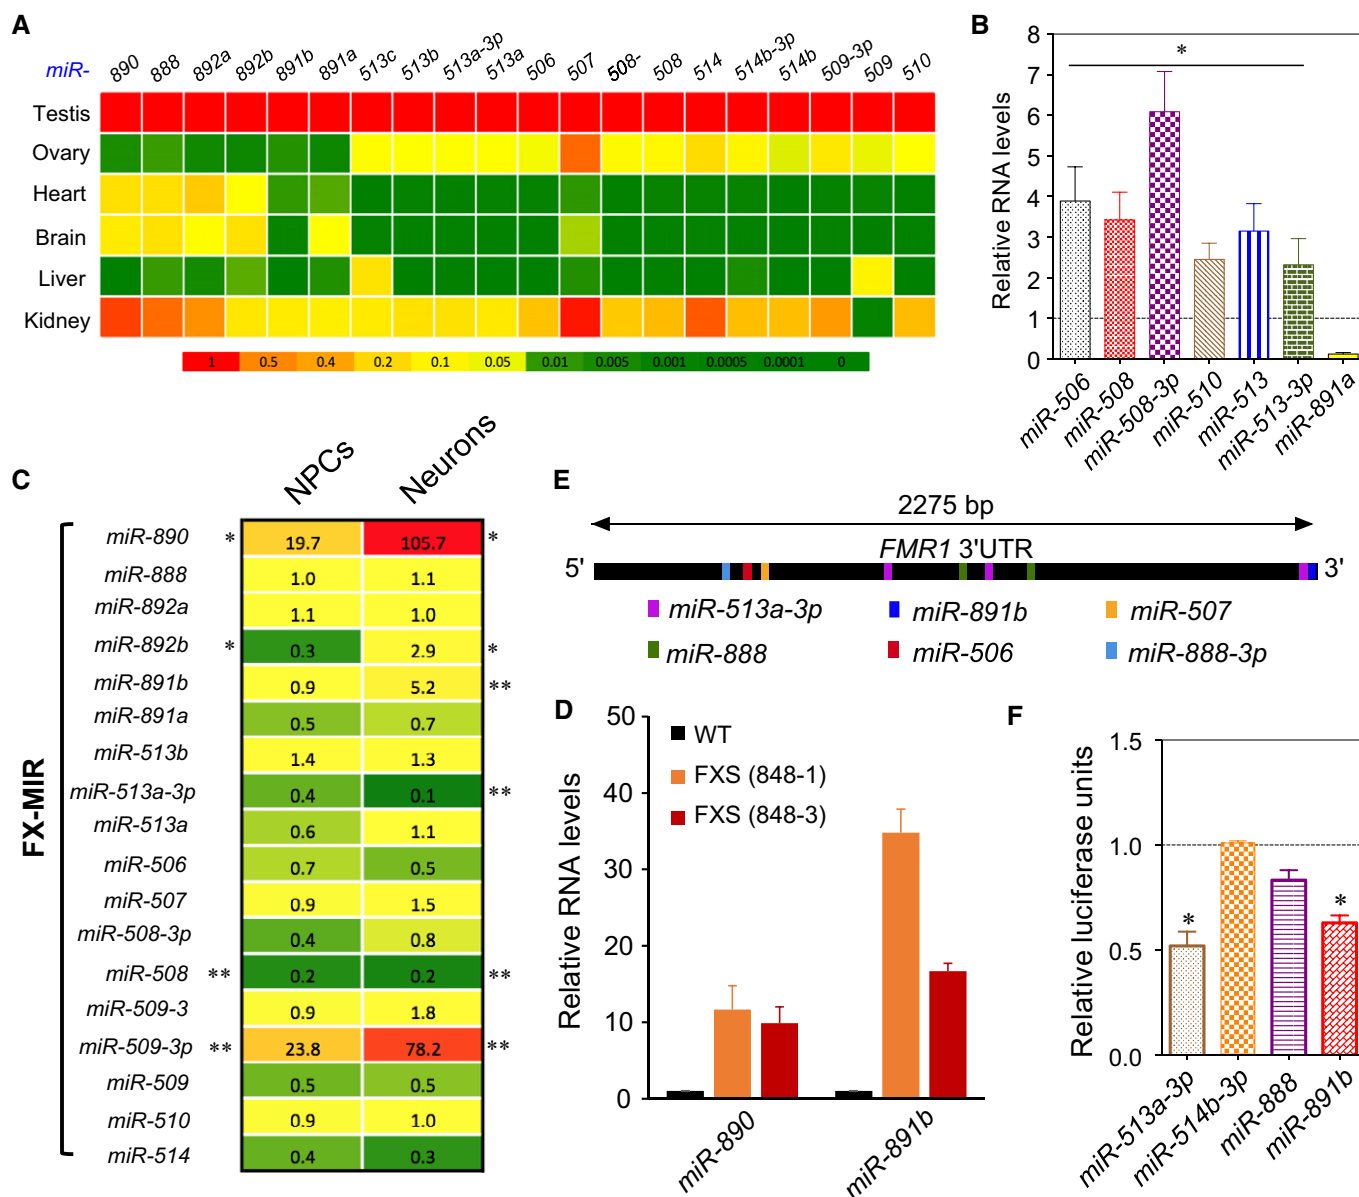 A
miR- 890 888 892a 892b 891b 891a 513c 513b 513a-3p 513a 506 507 508- 508 514 514b-3p 514b 509-3p 509 510
Testis
Ovary
Heart
Brain
Liver
Kidney
1 0.5 0.4 0.2 0.1 0.05 0.01 0.005 0.001 0.0005 0.0001 0
B
Relative RNA levels
8
7
6
5
4
3
2
1
0
*
miR-506 miR-508 miR-508-3p miR-510 miR-513 miR-513-3p miR-891a
C
NPCs Neurons
FX-MIR
miR-890 * 19.7 105.7 *
miR-888 1.0 1.1
miR-892a 1.1 1.0
miR-892b * 0.3 2.9 *
miR-891b 0.9 5.2 **
miR-891a 0.5 0.7
miR-513b 1.4 1.3
miR-513a-3p 0.4 0.1 **
miR-513a 0.6 1.1
miR-506 0.7 0.5
miR-507 0.9 1.5
miR-508-3p 0.4 0.8
miR-508 ** 0.2 0.2 **
miR-509-3 0.9 1.8
miR-509-3p ** 23.8 78.2 **
miR-509 0.5 0.5
miR-510 0.9 1.0
miR-514 0.4 0.3
E
2275 bp
FMR1 3'UTR
5' 3'
miR-513a-3p miR-891b miR-507
miR-888 miR-506 miR-888-3p
D
Relative RNA levels
50
40
30
20
10
0
WT
FXS (848-1)
FXS (848-3)
miR-890 miR-891b
F
Relative luciferase units
1.5
1.0
0.5
0.0
* *
miR-513a-3p miR-514b-3p miR-888 miR-891b